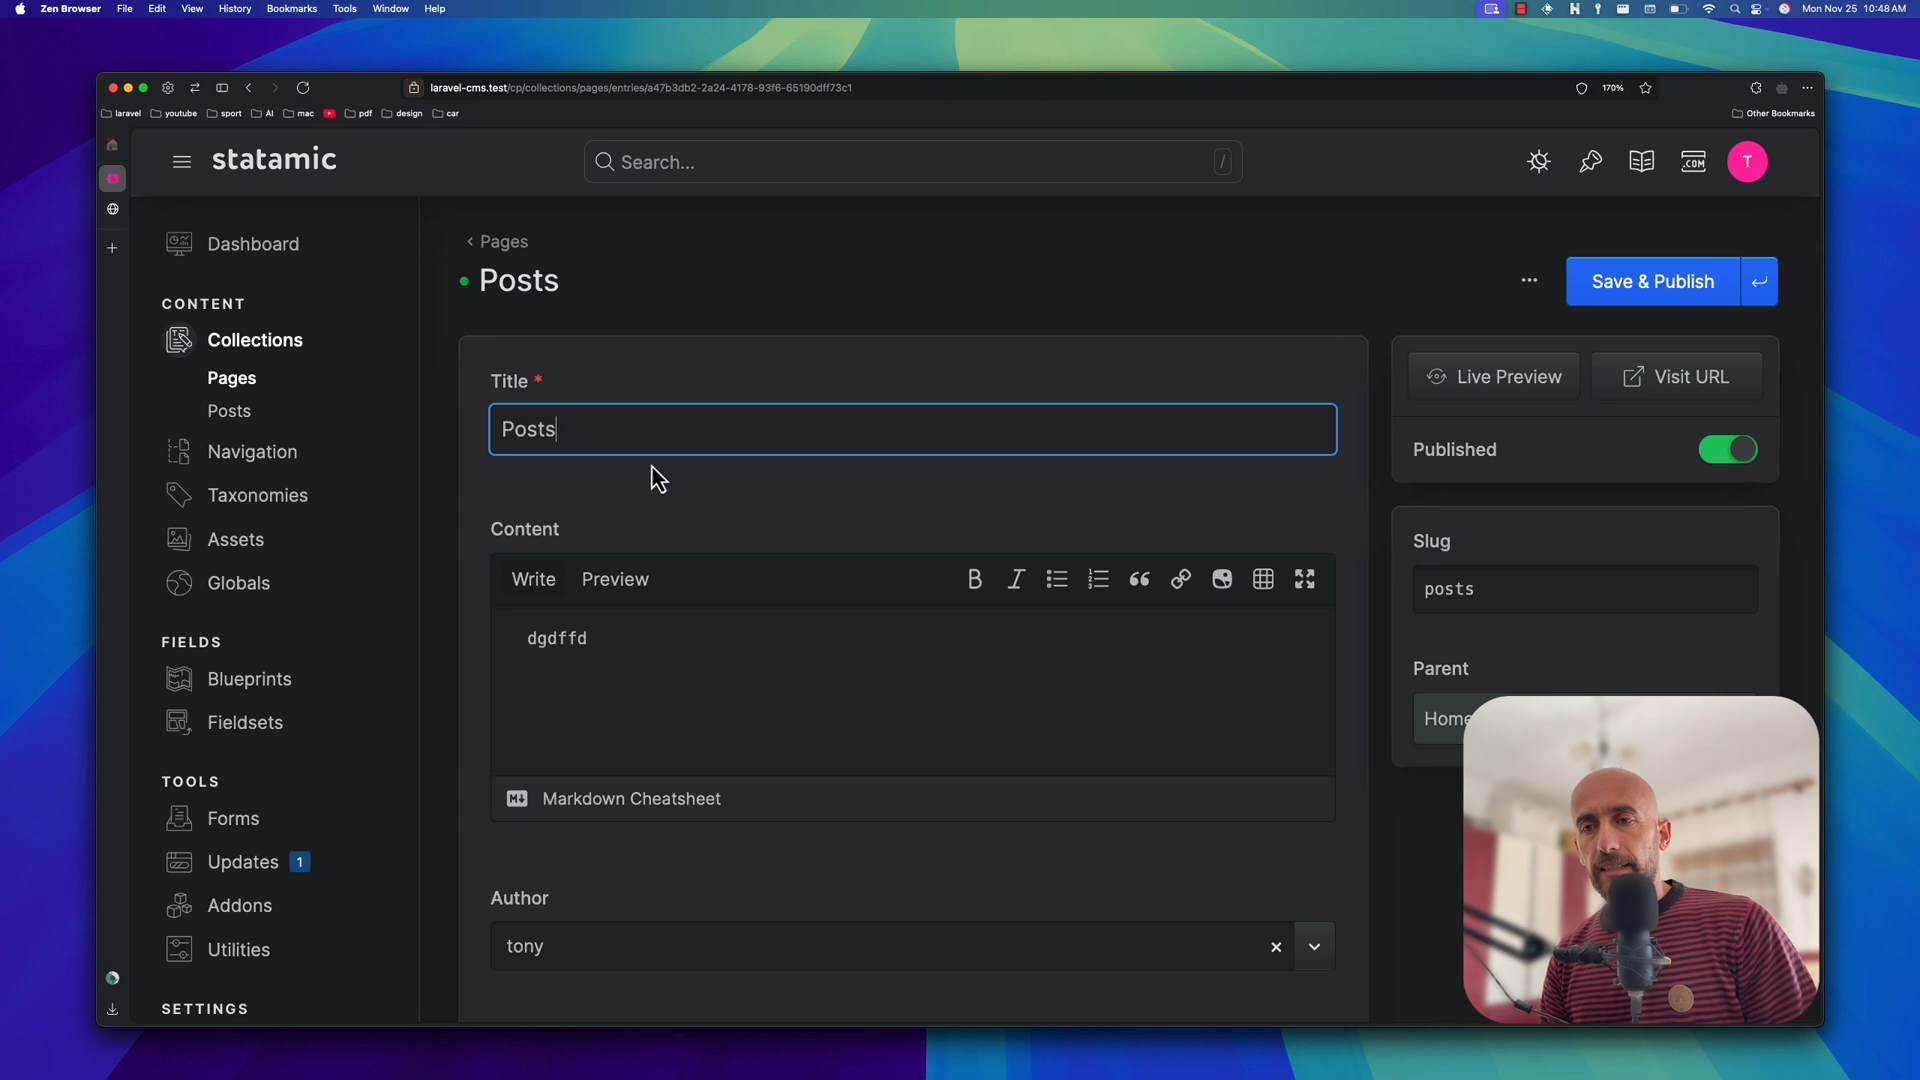 Zen Browser File Edit View History Bookmarks Tools Window Help
Mon Nov 25 10:48 AM
laravel-cms.test/cp/collections/pages/entries/a47b3db2-2a24-4178-93f6-65190dff73c1
170%
laravel youtube sport AI mac pdf design car
Other Bookmarks
statamic
Search...
/
.COM
T
Dashboard
CONTENT
Collections
Pages
Posts
Navigation
Taxonomies
Assets
Globals
FIELDS
Blueprints
Fieldsets
TOOLS
Forms
Updates 1
Addons
Utilities
SETTINGS
‹ Pages
Posts
Save & Publish
Title *
Posts
Content
Write Preview
dgdffd
Markdown Cheatsheet
Author
tony
Live Preview
Visit URL
Published
Slug
posts
Parent
Home